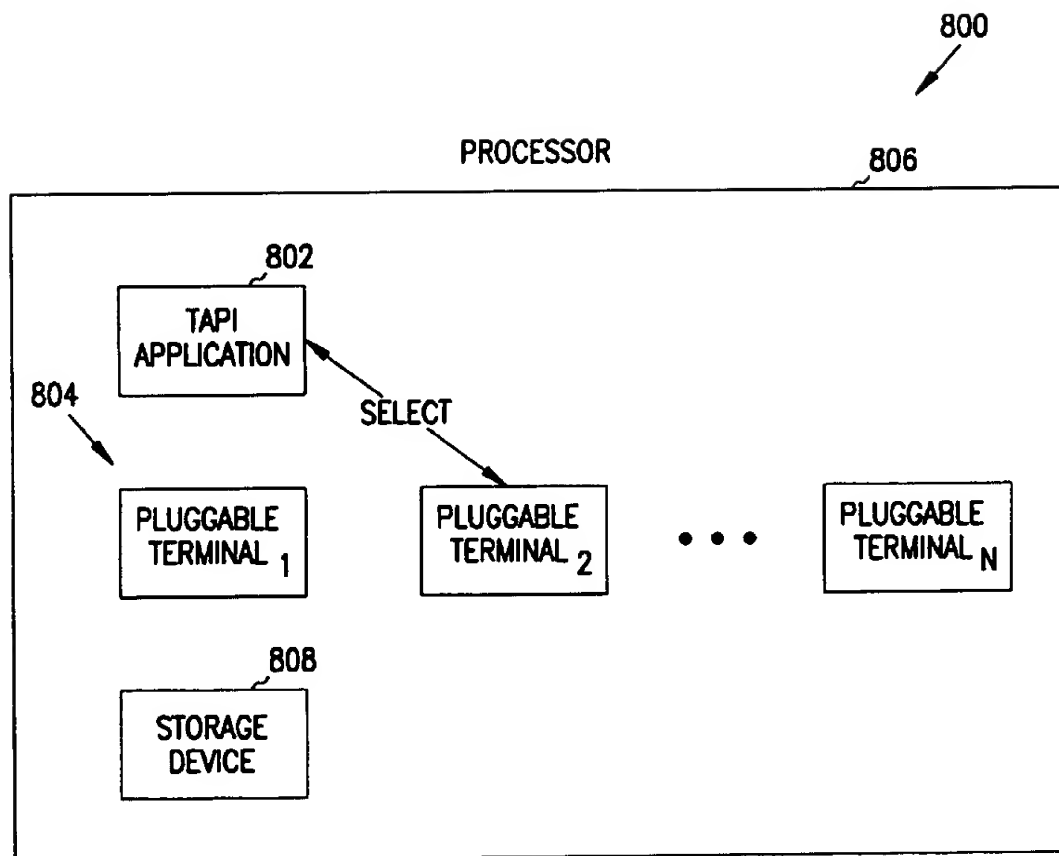 800
PROCESSOR
806
802
TAPI
APPLICATION
804
SELECT
PLUGGABLE
TERMINAL 1
PLUGGABLE
TERMINAL 2
PLUGGABLE
TERMINAL N
808
STORAGE
DEVICE